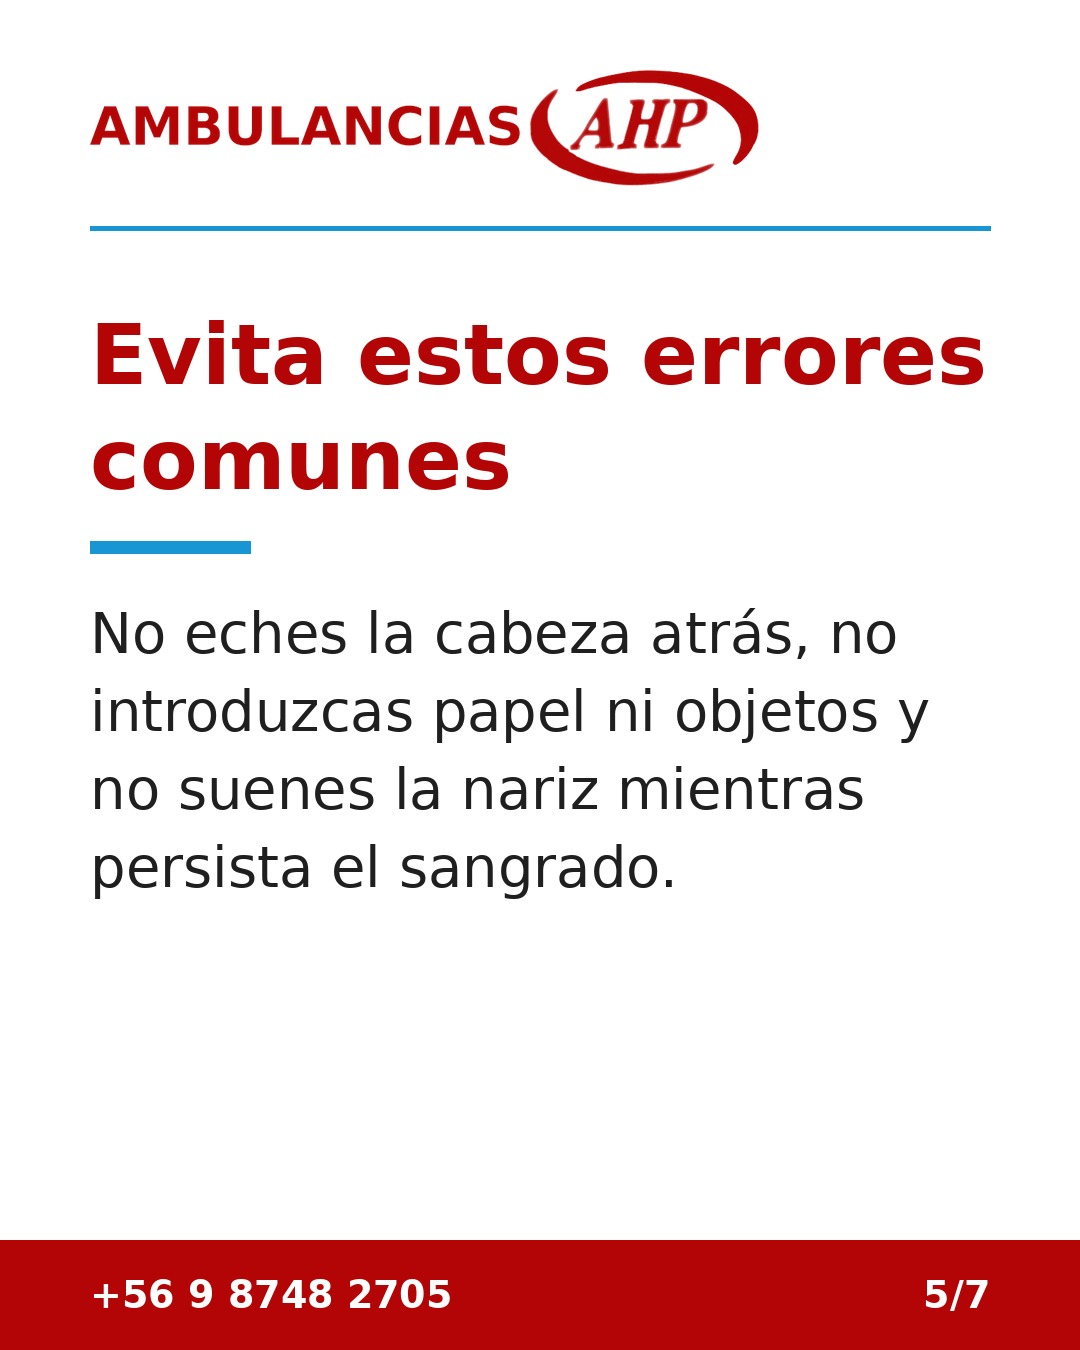 AMBULANCIAS AHP
Evita estos errores
comunes
No eches la cabeza atrás, no
introduzcas papel ni objetos y
no suenes la nariz mientras
persista el sangrado.
+56 9 8748 2705
5/7